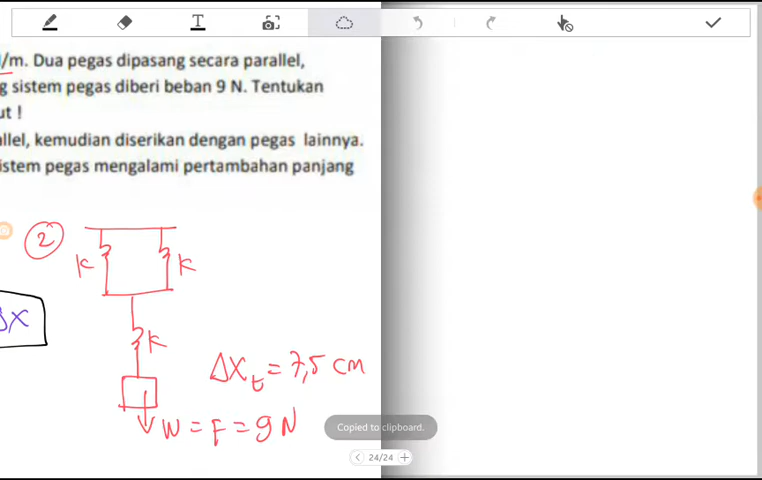 /m. Dua pegas dipasang secara parallel,
g sistem pegas diberi beban 9 N. Tentukan
ut !
allel, kemudian diserikan dengan pegas lainnya.
istem pegas mengalami pertambahan panjang
2
K K
ΔX
K
ΔXt = 7,5 cm
W = F = 9 N
Copied to clipboard.
24/24